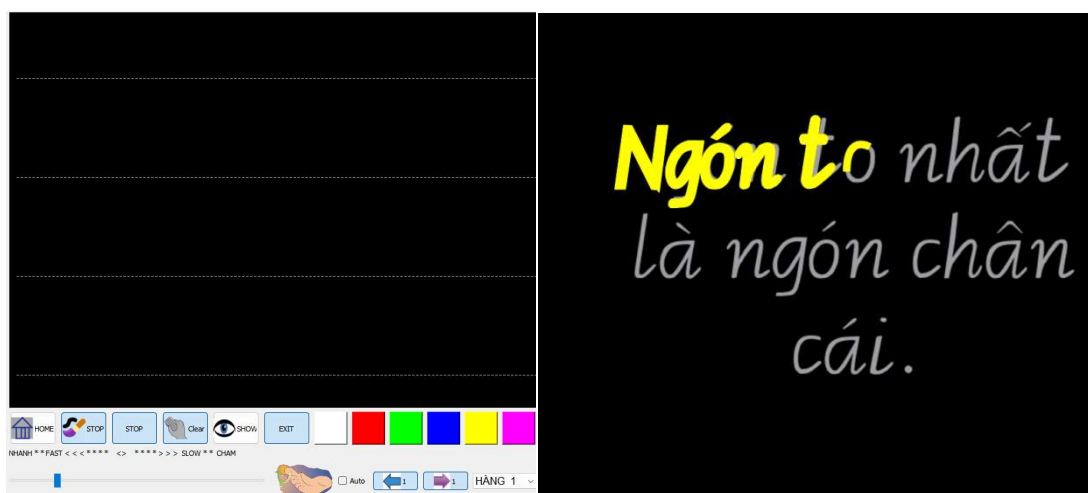 Ngón to nhất
là ngón chân
cái.
HOME STOP STOP Clear SHOW EXIT
NHANH * * FAST < < < * * * * <> * * * * > > > SLOW * * CHAM
Auto 1 1 HÀNG 1